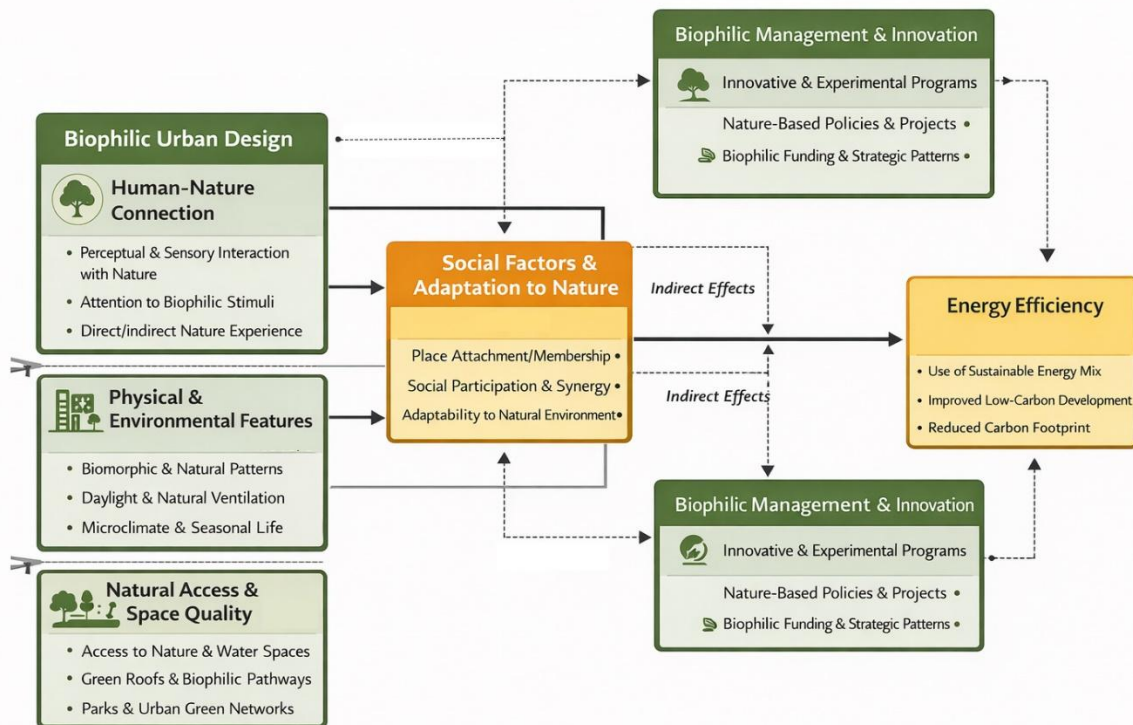 Biophilic Urban Design
Human-Nature
Connection
• Perceptual & Sensory Interaction
with Nature
• Attention to Biophilic Stimuli
• Direct/indirect Nature Experience
Physical &
Environmental Features
• Biomorphic & Natural Patterns
• Daylight & Natural Ventilation
• Microclimate & Seasonal Life
Natural Access &
Space Quality
• Access to Nature & Water Spaces
• Green Roofs & Biophilic Pathways
• Parks & Urban Green Networks
Social Factors &
Adaptation to Nature
Place Attachment/Membership •
Social Participation & Synergy •
Adaptability to Natural Environment •
Indirect Effects
Indirect Effects
Biophilic Management & Innovation
Innovative & Experimental Programs
Nature-Based Policies & Projects •
Biophilic Funding & Strategic Patterns •
Energy Efficiency
• Use of Sustainable Energy Mix
• Improved Low-Carbon Development
• Reduced Carbon Footprint
Biophilic Management & Innovation
Innovative & Experimental Programs
Nature-Based Policies & Projects •
Biophilic Funding & Strategic Patterns •